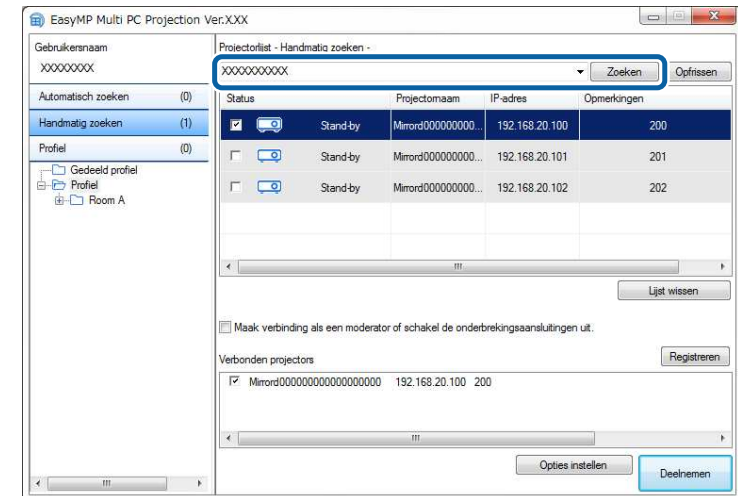 EasyMP Multi PC Projection Ver.XXX
Gebruikersnaam
XXXXXXXX
Automatisch zoeken (0)
Handmatig zoeken (1)
Profiel (0)
Gedeeld profiel
Profiel
Room A
Projectorlijst - Handmatig zoeken -
XXXXXXXXXX Zoeken Opfrissen
Status Projectornaam IP-adres Opmerkingen
Stand-by Mirrord000000000... 192.168.20.100 200
Stand-by Mirrord000000000... 192.168.20.101 201
Stand-by Mirrord000000000... 192.168.20.102 202
Lijst wissen
Maak verbinding als een moderator of schakel de onderbrekingsaansluitingen uit.
Verbonden projectors Registreren
Mirrord000000000000000000 192.168.20.100 200
Opties instellen Deelnemen